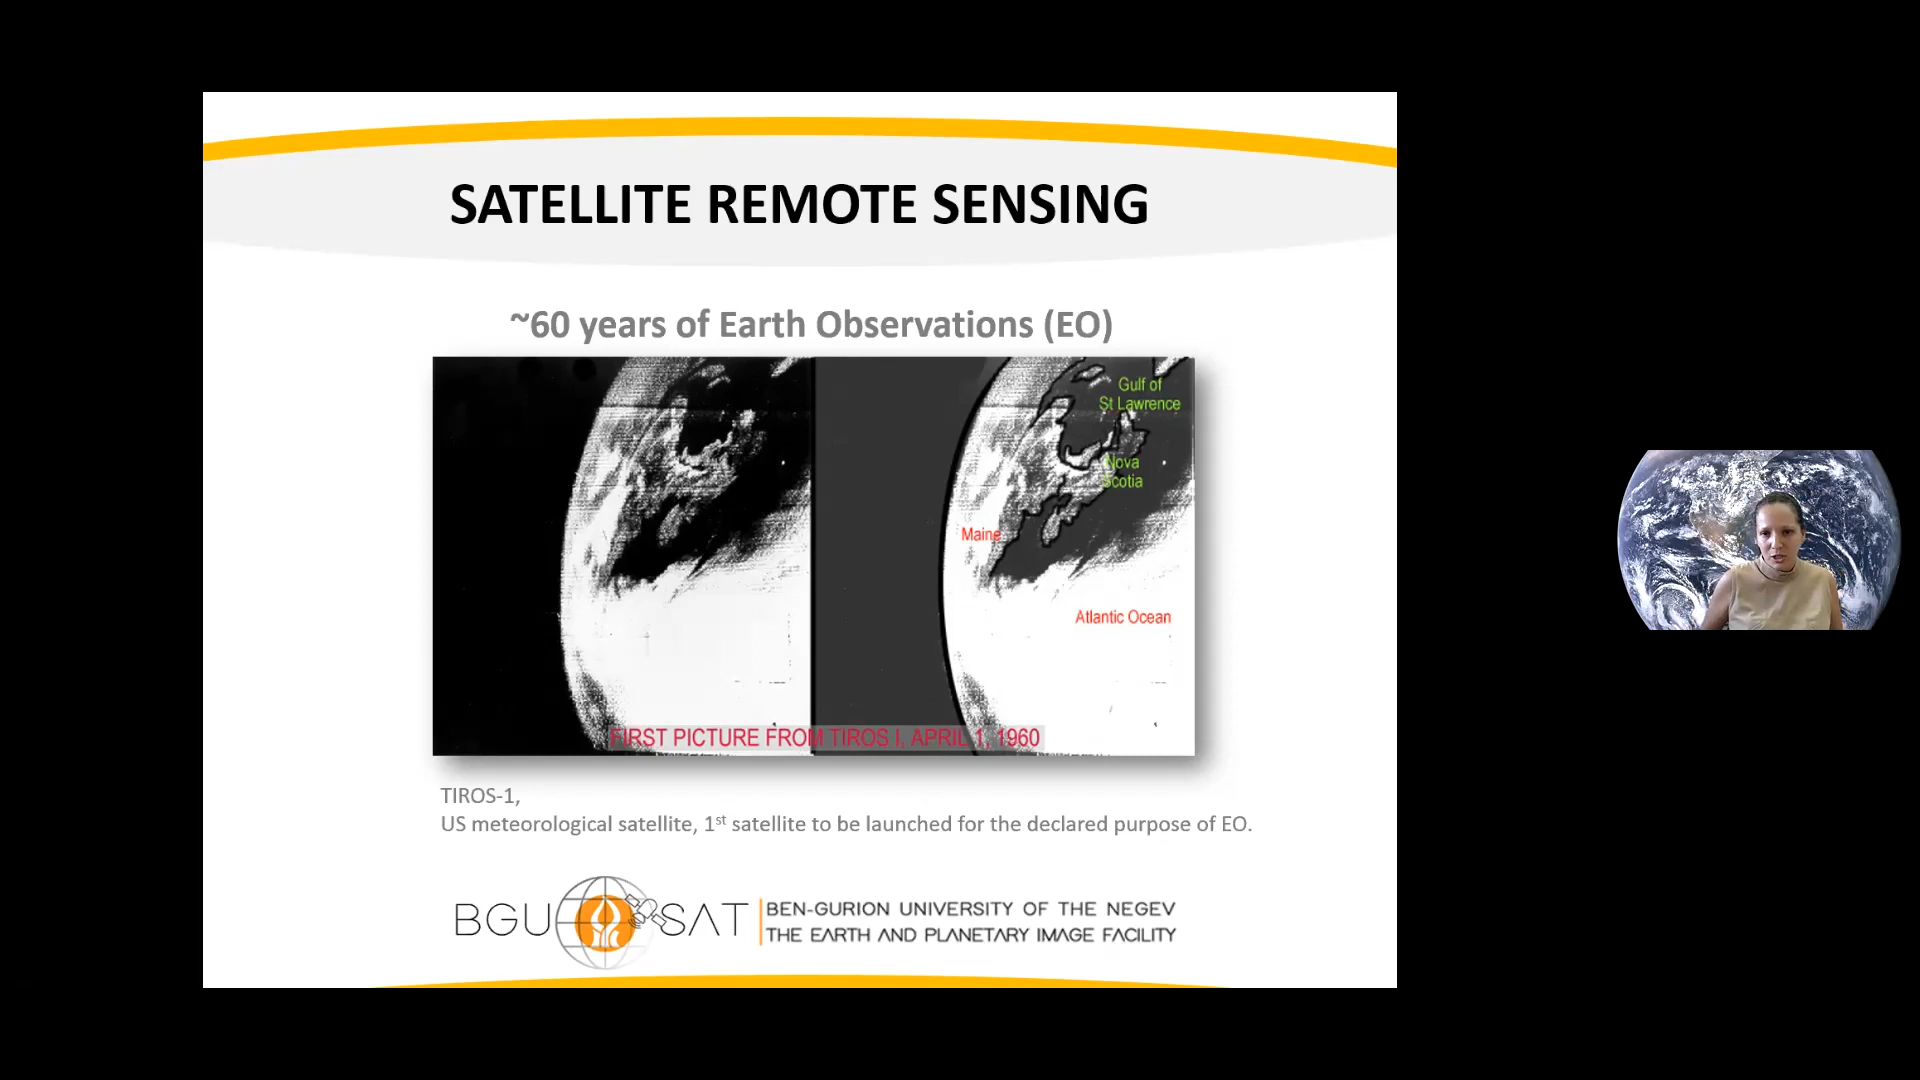 SATELLITE REMOTE SENSING
~60 years of Earth Observations (EO)
Gulf of
St Lawrence
Nova
Scotia
Maine
Atlantic Ocean
FIRST PICTURE FROM TIROS I, APRIL 1, 1960
TIROS-1,
US meteorological satellite, 1st satellite to be launched for the declared purpose of EO.
BGU SAT
BEN-GURION UNIVERSITY OF THE NEGEV
THE EARTH AND PLANETARY IMAGE FACILITY